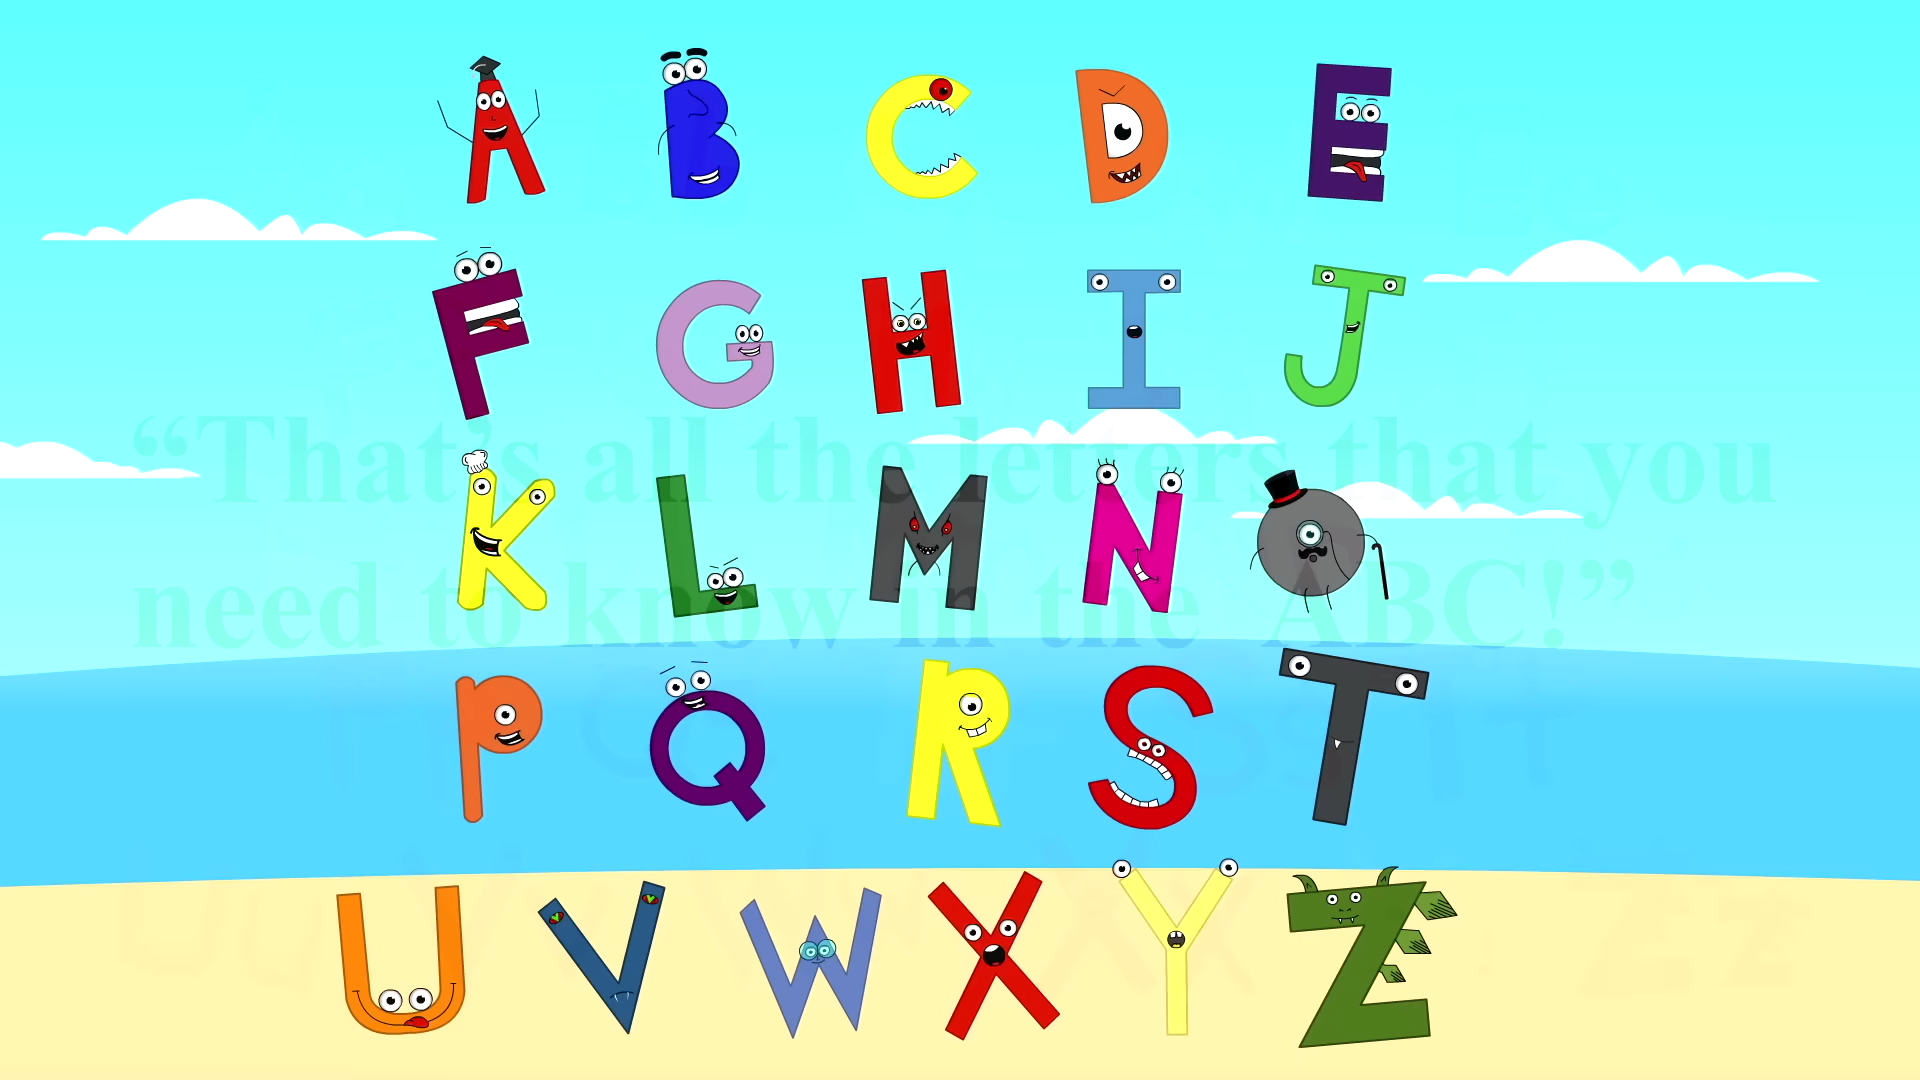 A B C D E
F G H I J
“That’s all the letters that you
K L M N O
need to know in the ABC!”
P Q R S T
U V W X Y Z